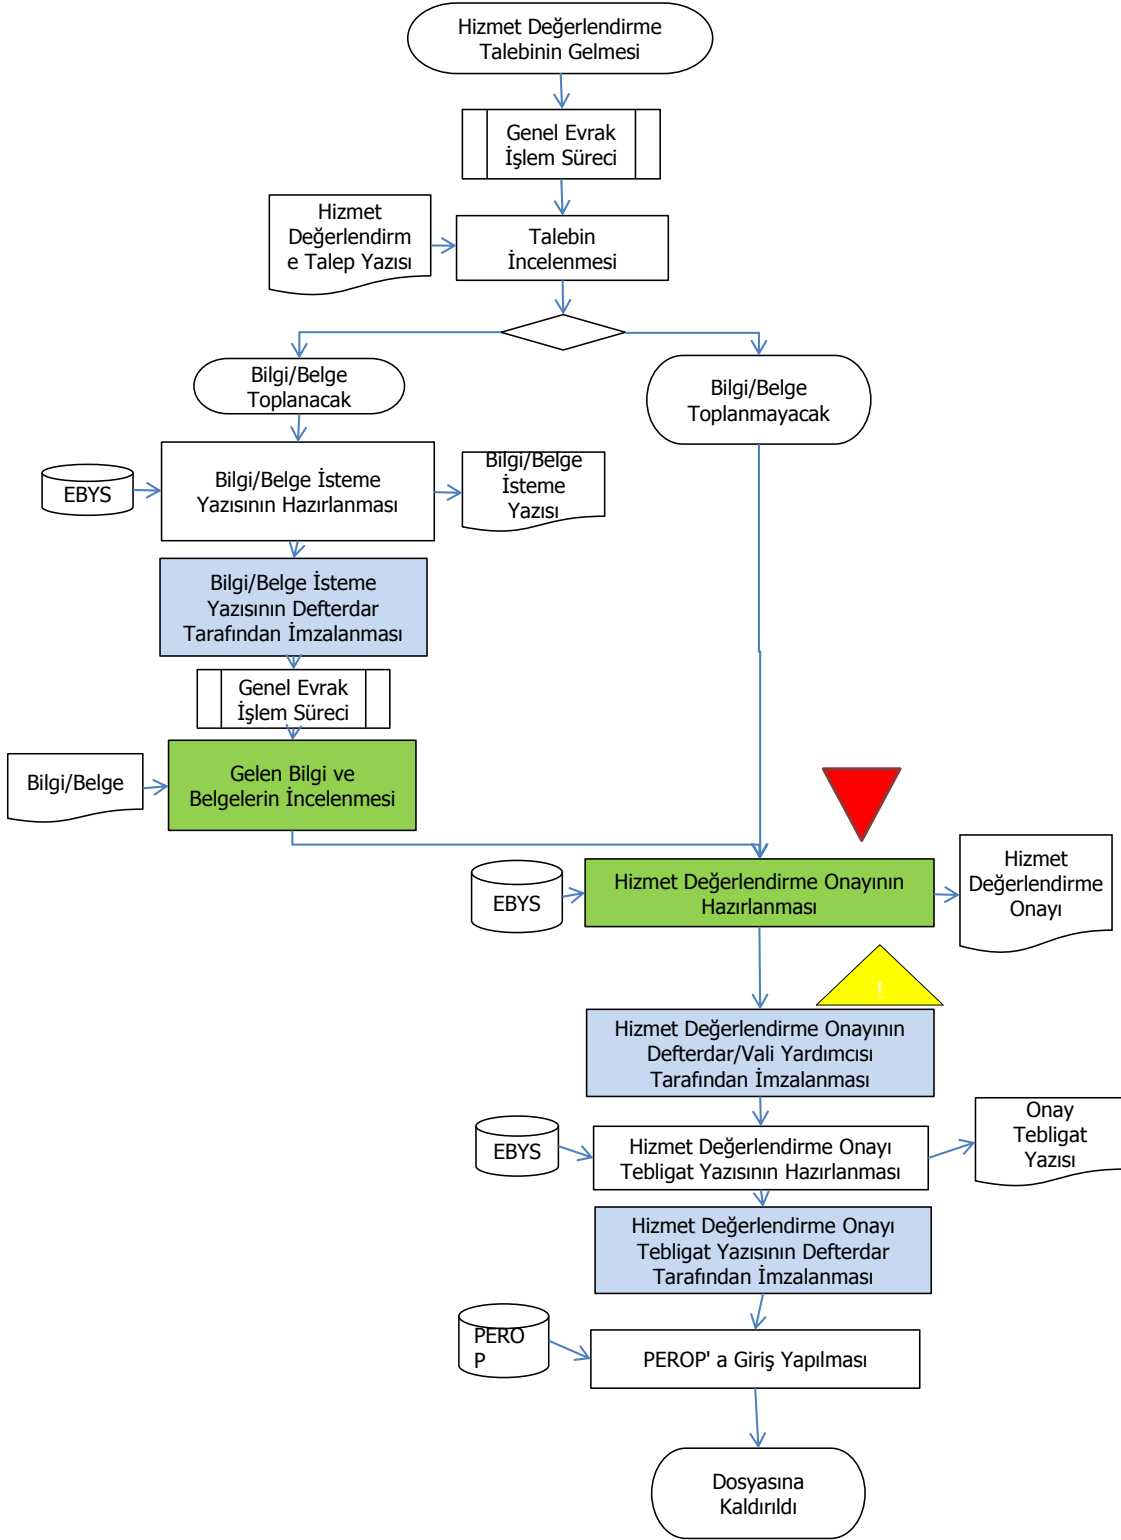 Hizmet Değerlendirme
Talebinin Gelmesi
Genel Evrak
İşlem Süreci
Hizmet
Değerlendirm
e Talep Yazısı
Talebin
İncelenmesi
Bilgi/Belge
Toplanacak
Bilgi/Belge
Toplanmayacak
EBYS
Bilgi/Belge İsteme
Yazısının Hazırlanması
Bilgi/Belge
İsteme
Yazısı
Bilgi/Belge İsteme
Yazısının Defterdar
Tarafından İmzalanması
Genel Evrak
İşlem Süreci
Bilgi/Belge
Gelen Bilgi ve
Belgelerin İncelenmesi
EBYS
Hizmet Değerlendirme Onayının
Hazırlanması
Hizmet
Değerlendirme
Onayı
!
Hizmet Değerlendirme Onayının
Defterdar/Vali Yardımcısı
Tarafından İmzalanması
EBYS
Hizmet Değerlendirme Onayı
Tebligat Yazısının Hazırlanması
Onay
Tebligat
Yazısı
Hizmet Değerlendirme Onayı
Tebligat Yazısının Defterdar
Tarafından İmzalanması
PERO
P
PEROP' a Giriş Yapılması
Dosyasına
Kaldırıldı